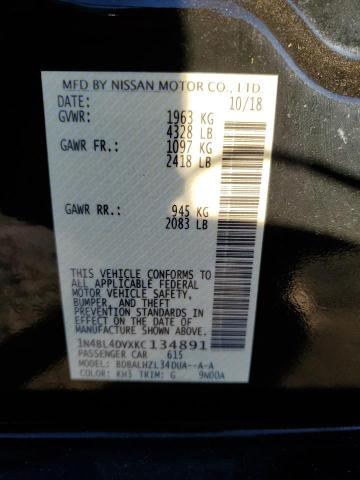 MFD BY NISSAN MOTOR CO., LTD.
DATE: 10/18
GVWR: 1963 KG
4328 LB
GAWR FR.: 1097 KG
2418 LB
GAWR RR.: 945 KG
2083 LB
THIS VEHICLE CONFORMS TO
ALL APPLICABLE FEDERAL
MOTOR VEHICLE SAFETY,
BUMPER, AND THEFT
PREVENTION STANDARDS IN
EFFECT ON THE DATE OF
MANUFACTURE SHOWN ABOVE.
1N4BL4DVXKC134891
PASSENGER CAR 615
MODEL: BDBALHZL34DUA--A-A
COLOR: KH3 TRIM: G 9N00A